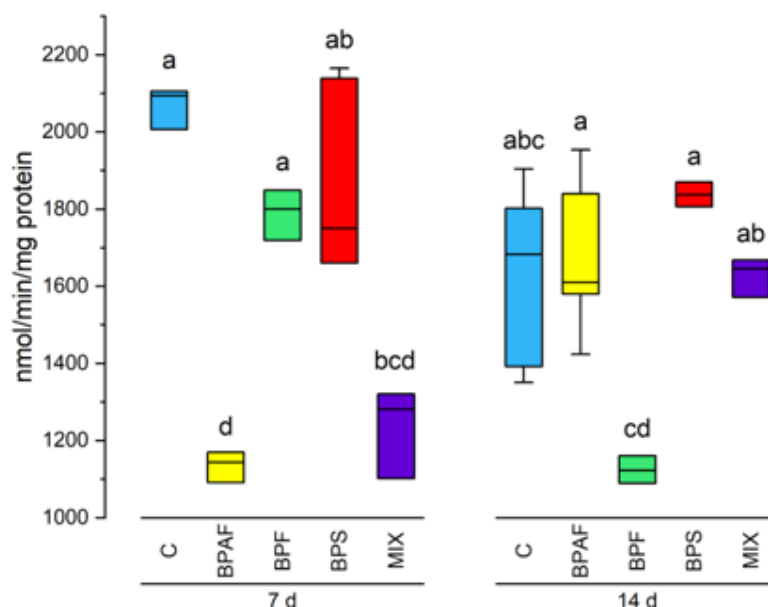 nmol/min/mg protein
2200
2000
1800
1600
1400
1200
1000
a
d
a
ab
bcd
abc
a
cd
a
ab
C
BPAF
BPF
BPS
MIX
C
BPAF
BPF
BPS
MIX
7 d
14 d